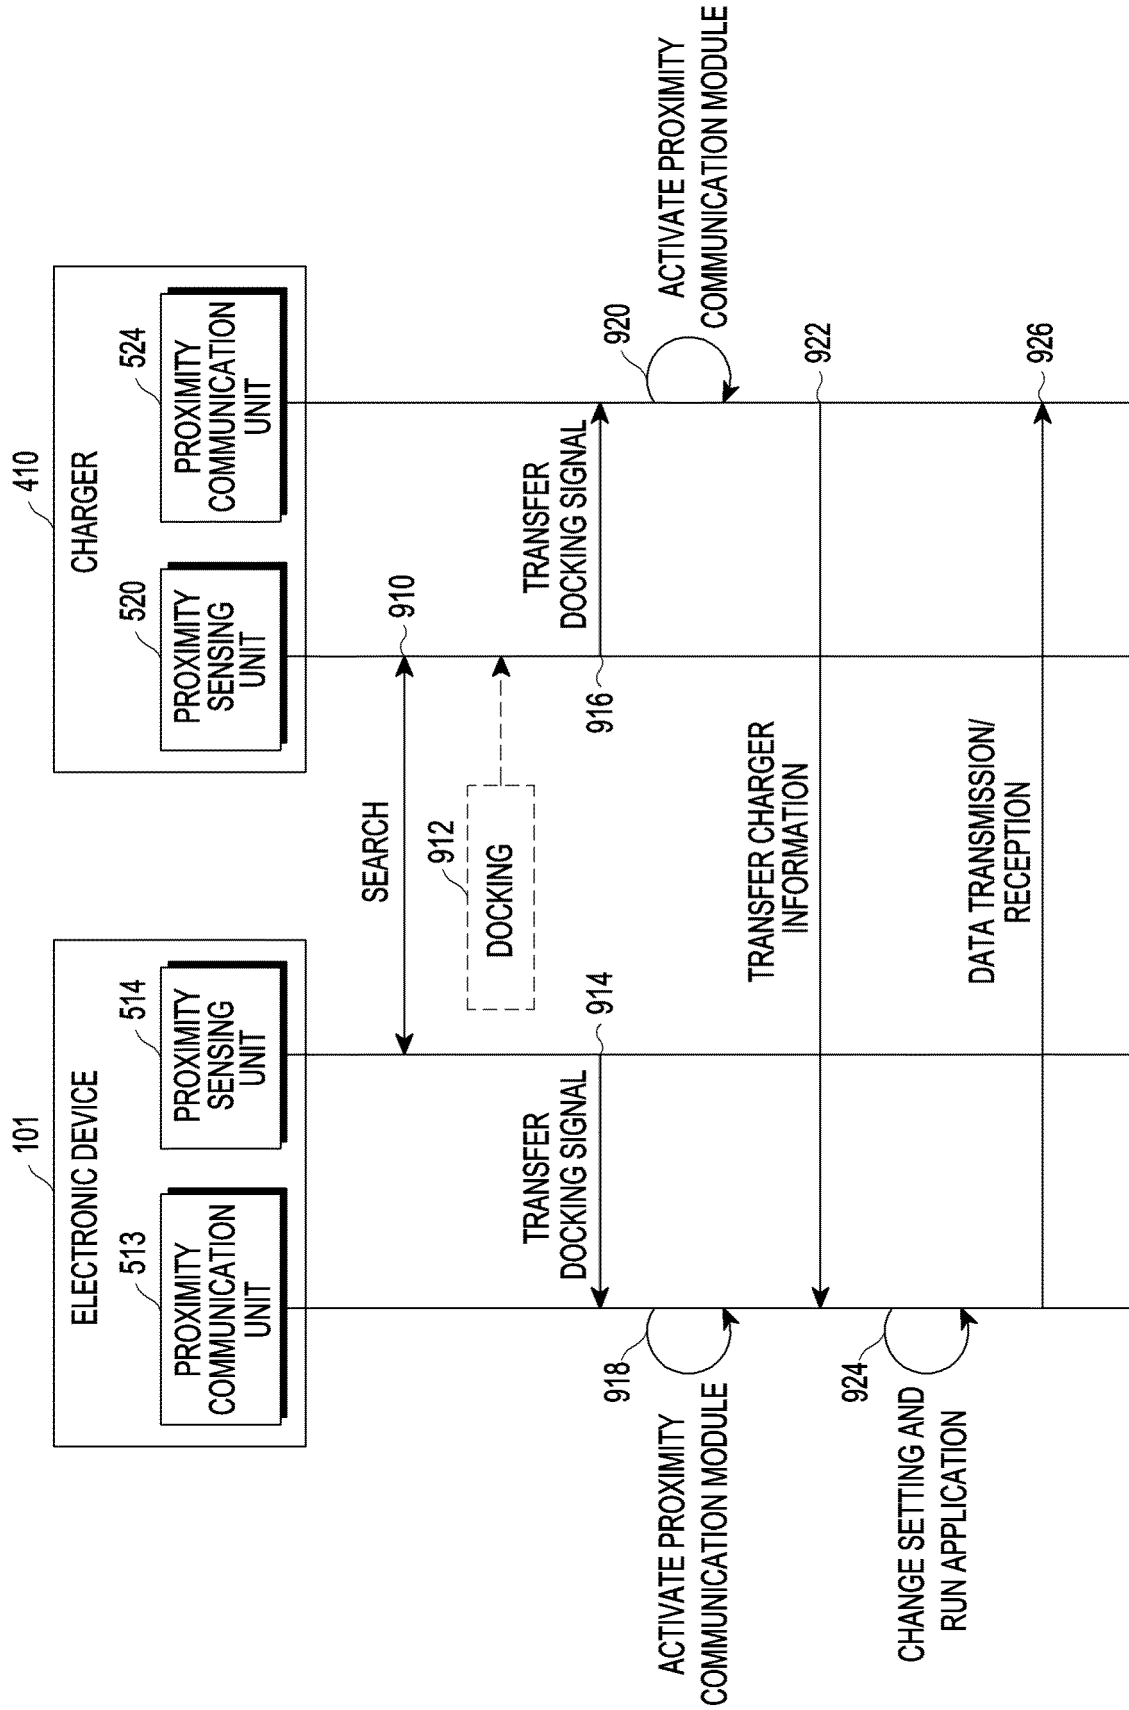 101
ELECTRONIC DEVICE
513
PROXIMITY
COMMUNICATION
UNIT
514
PROXIMITY
SENSING
UNIT
410
CHARGER
520
PROXIMITY
SENSING
UNIT
524
PROXIMITY
COMMUNICATION
UNIT
SEARCH
910
912
DOCKING
TRANSFER
DOCKING SIGNAL
914
916
TRANSFER
DOCKING SIGNAL
918
ACTIVATE PROXIMITY
COMMUNICATION MODULE
920
ACTIVATE PROXIMITY
COMMUNICATION MODULE
TRANSFER CHARGER
INFORMATION
922
924
CHANGE SETTING AND
RUN APPLICATION
DATA TRANSMISSION/
RECEPTION
926